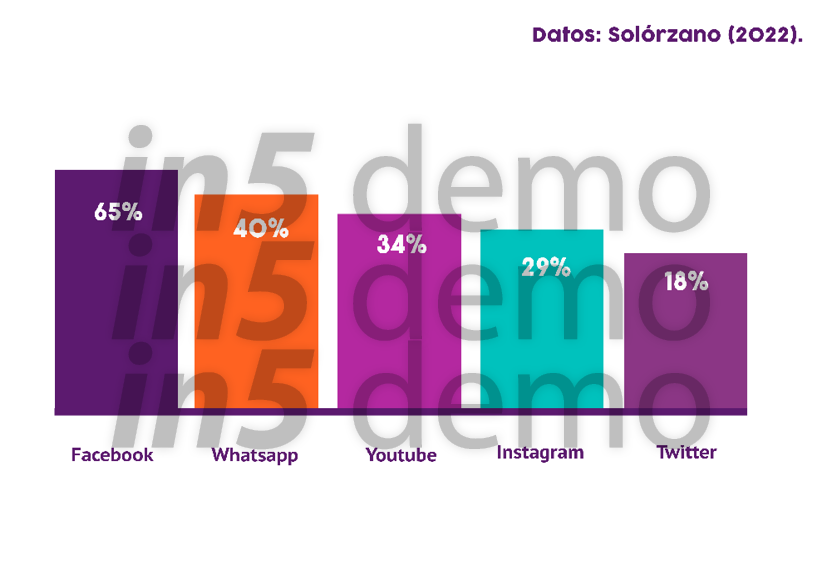 Datos: Solórzano (2022).
in5 demo
in5 demo
in5 demo
65%
40%
34%
29%
18%
Facebook
Whatsapp
Youtube
Instagram
Twitter